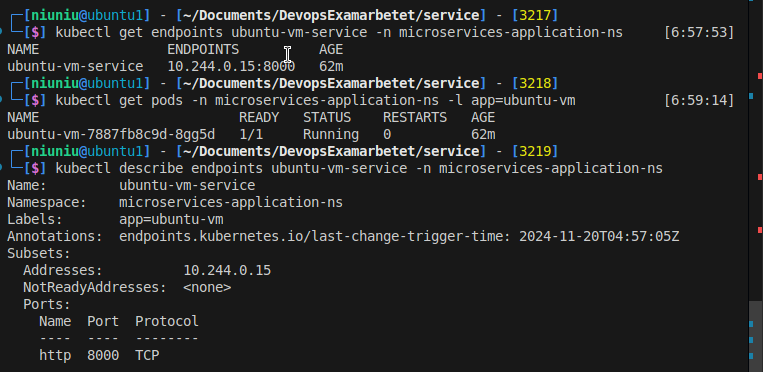 ┌─[niuniu@ubuntu1] - [~/Documents/DevopsExamarbetet/service] - [3217]
└─[$] kubectl get endpoints ubuntu-vm-service -n microservices-application-ns [6:57:53]
NAME ENDPOINTS AGE
ubuntu-vm-service 10.244.0.15:8000 62m
┌─[niuniu@ubuntu1] - [~/Documents/DevopsExamarbetet/service] - [3218]
└─[$] kubectl get pods -n microservices-application-ns -l app=ubuntu-vm [6:59:14]
NAME READY STATUS RESTARTS AGE
ubuntu-vm-7887fb8c9d-8gg5d 1/1 Running 0 62m
┌─[niuniu@ubuntu1] - [~/Documents/DevopsExamarbetet/service] - [3219]
└─[$] kubectl describe endpoints ubuntu-vm-service -n microservices-application-ns
Name: ubuntu-vm-service
Namespace: microservices-application-ns
Labels: app=ubuntu-vm
Annotations: endpoints.kubernetes.io/last-change-trigger-time: 2024-11-20T04:57:05Z
Subsets:
Addresses: 10.244.0.15
NotReadyAddresses: <none>
Ports:
Name Port Protocol
---- ---- --------
http 8000 TCP